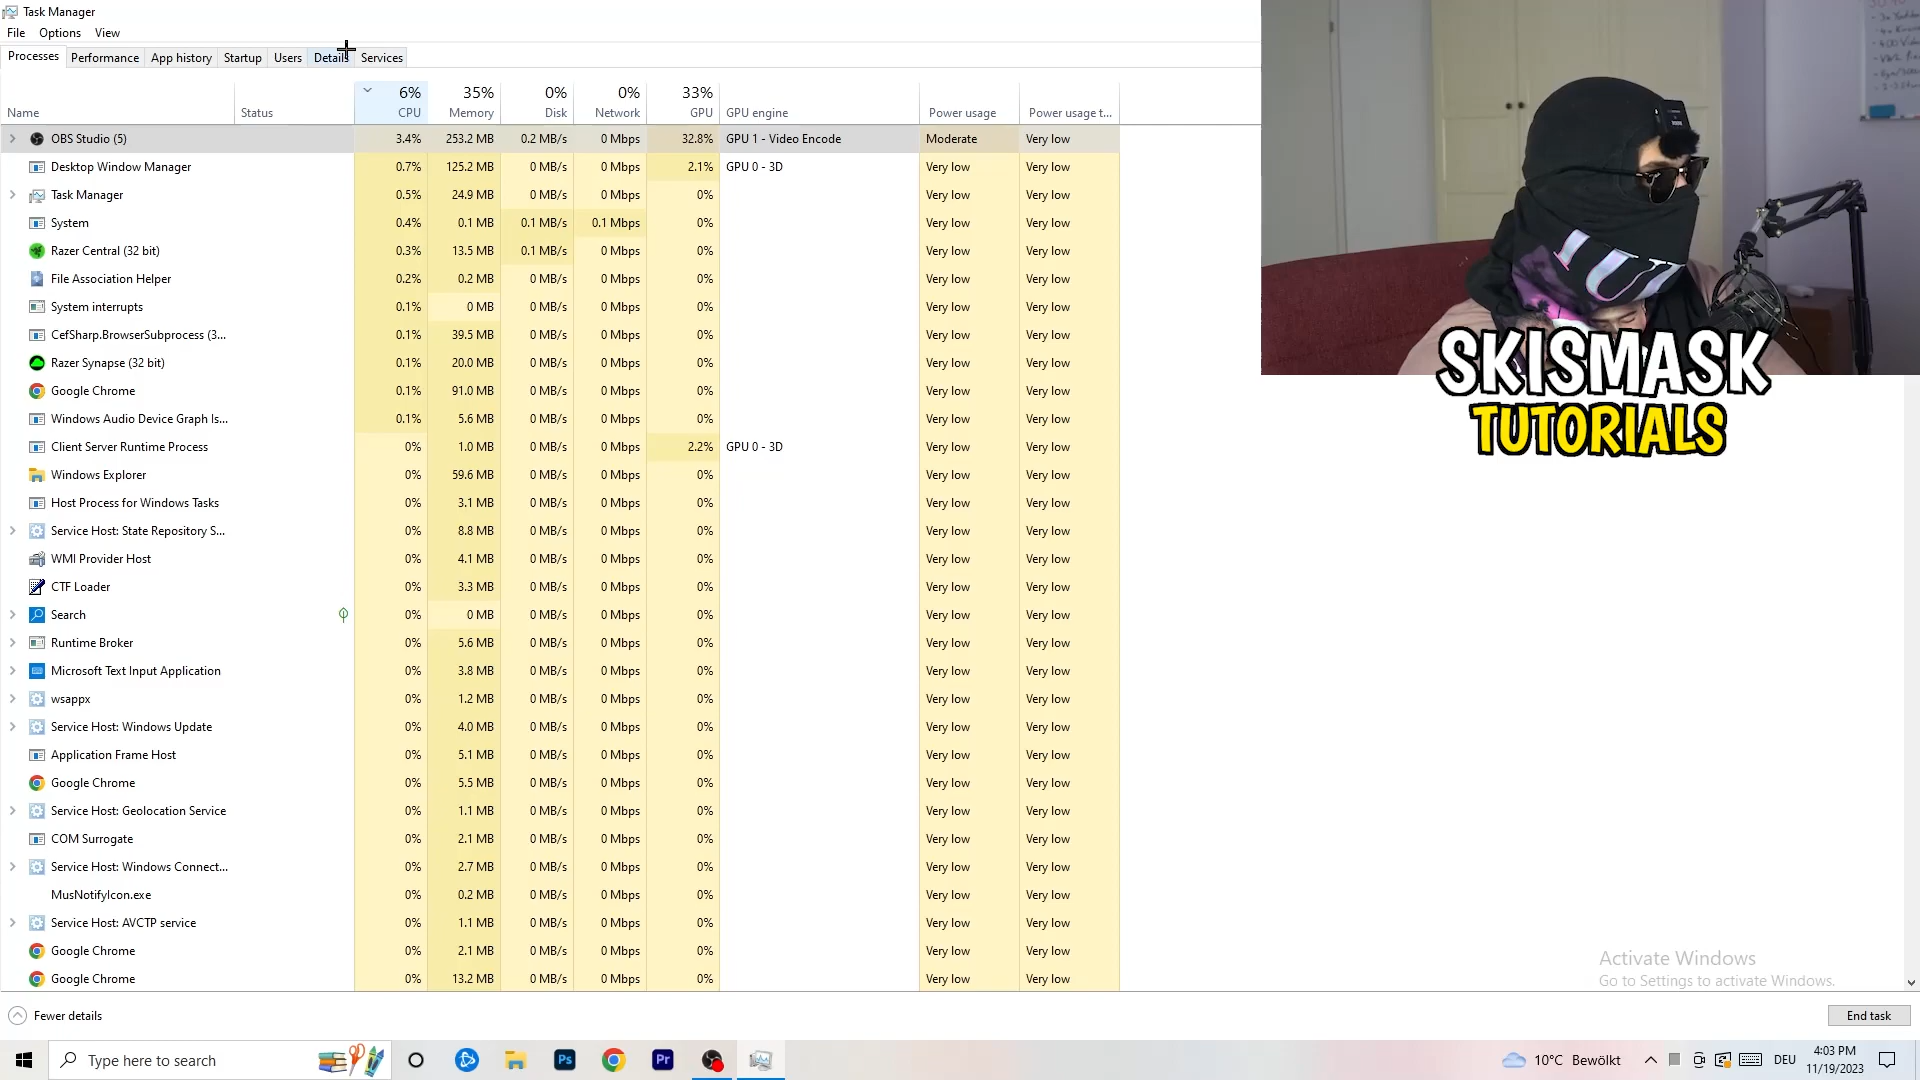 Task Manager
File Options View
Processes Performance App history Startup Users Details Services
6% 35% 0% 0% 33%
Name Status CPU Memory Disk Network GPU GPU engine Power usage Power usage t...
OBS Studio (5) 3.4% 253.2 MB 0.2 MB/s 0 Mbps 32.8% GPU 1 - Video Encode Moderate Very low
Desktop Window Manager 0.7% 125.2 MB 0 MB/s 0 Mbps 2.1% GPU 0 - 3D Very low Very low
Task Manager 0.5% 24.9 MB 0 MB/s 0 Mbps 0% Very low Very low
System 0.4% 0.1 MB 0.1 MB/s 0.1 Mbps 0% Very low Very low
Razer Central (32 bit) 0.3% 13.5 MB 0.1 MB/s 0 Mbps 0% Very low Very low
File Association Helper 0.2% 0.2 MB 0 MB/s 0 Mbps 0% Very low Very low
System interrupts 0.1% 0 MB 0 MB/s 0 Mbps 0% Very low Very low
CefSharp.BrowserSubprocess (3... 0.1% 39.5 MB 0 MB/s 0 Mbps 0% Very low Very low
Razer Synapse (32 bit) 0.1% 20.0 MB 0 MB/s 0 Mbps 0% Very low Very low
Google Chrome 0.1% 91.0 MB 0 MB/s 0 Mbps 0% Very low Very low
Windows Audio Device Graph Is... 0.1% 5.6 MB 0 MB/s 0 Mbps 0% Very low Very low
Client Server Runtime Process 0% 1.0 MB 0 MB/s 0 Mbps 2.2% GPU 0 - 3D Very low Very low
Windows Explorer 0% 59.6 MB 0 MB/s 0 Mbps 0% Very low Very low
Host Process for Windows Tasks 0% 3.1 MB 0 MB/s 0 Mbps 0% Very low Very low
Service Host: State Repository S... 0% 8.8 MB 0 MB/s 0 Mbps 0% Very low Very low
WMI Provider Host 0% 4.1 MB 0 MB/s 0 Mbps 0% Very low Very low
CTF Loader 0% 3.3 MB 0 MB/s 0 Mbps 0% Very low Very low
Search 0% 0 MB 0 MB/s 0 Mbps 0% Very low Very low
Runtime Broker 0% 5.6 MB 0 MB/s 0 Mbps 0% Very low Very low
Microsoft Text Input Application 0% 3.8 MB 0 MB/s 0 Mbps 0% Very low Very low
wsappx 0% 1.2 MB 0 MB/s 0 Mbps 0% Very low Very low
Service Host: Windows Update 0% 4.0 MB 0 MB/s 0 Mbps 0% Very low Very low
Application Frame Host 0% 5.1 MB 0 MB/s 0 Mbps 0% Very low Very low
Google Chrome 0% 5.5 MB 0 MB/s 0 Mbps 0% Very low Very low
Service Host: Geolocation Service 0% 1.1 MB 0 MB/s 0 Mbps 0% Very low Very low
COM Surrogate 0% 2.1 MB 0 MB/s 0 Mbps 0% Very low Very low
Service Host: Windows Connect... 0% 2.7 MB 0 MB/s 0 Mbps 0% Very low Very low
MusNotifyIcon.exe 0% 0.2 MB 0 MB/s 0 Mbps 0% Very low Very low
Service Host: AVCTP service 0% 1.1 MB 0 MB/s 0 Mbps 0% Very low Very low
Google Chrome 0% 2.1 MB 0 MB/s 0 Mbps 0% Very low Very low
Google Chrome 0% 13.2 MB 0 MB/s 0 Mbps 0% Very low Very low
SKISMASK
TUTORIALS
Activate Windows
Go to Settings to activate Windows.
Fewer details End task
Type here to search Ps Pr 10°C Bewölkt DEU 4:03 PM
11/19/2023